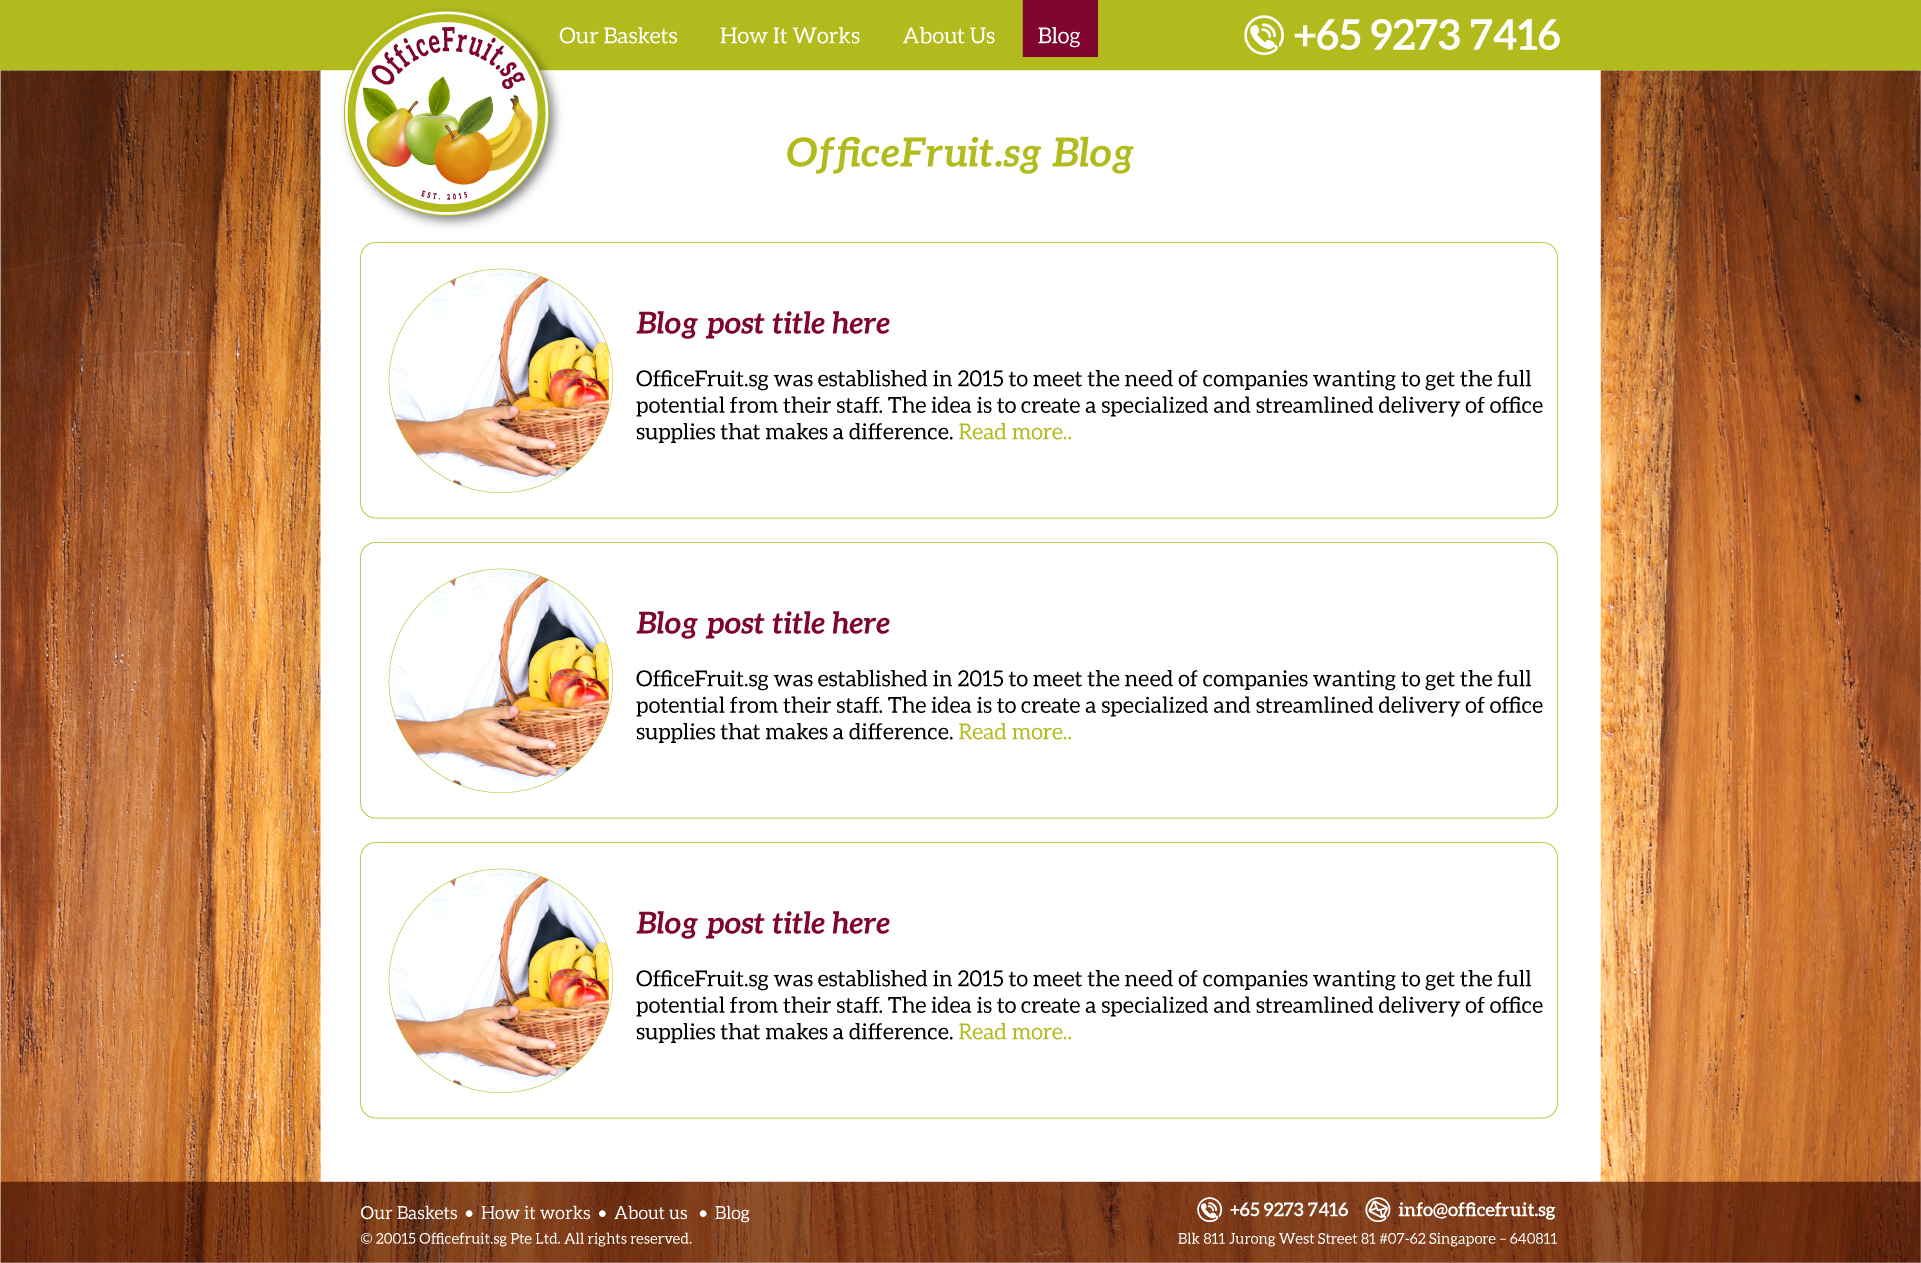 OfficeFruit.sg
EST. 2015
Our Baskets How It Works About Us Blog
+65 9273 7416
OfficeFruit.sg Blog
Blog post title here
OfficeFruit.sg was established in 2015 to meet the need of companies wanting to get the full
potential from their staff. The idea is to create a specialized and streamlined delivery of office
supplies that makes a difference. Read more..
Blog post title here
OfficeFruit.sg was established in 2015 to meet the need of companies wanting to get the full
potential from their staff. The idea is to create a specialized and streamlined delivery of office
supplies that makes a difference. Read more..
Blog post title here
OfficeFruit.sg was established in 2015 to meet the need of companies wanting to get the full
potential from their staff. The idea is to create a specialized and streamlined delivery of office
supplies that makes a difference. Read more..
Our Baskets • How it works • About us • Blog
© 20015 Officefruit.sg Pte Ltd. All rights reserved.
+65 9273 7416 info@officefruit.sg
Blk 811 Jurong West Street 81 #07-62 Singapore – 640811